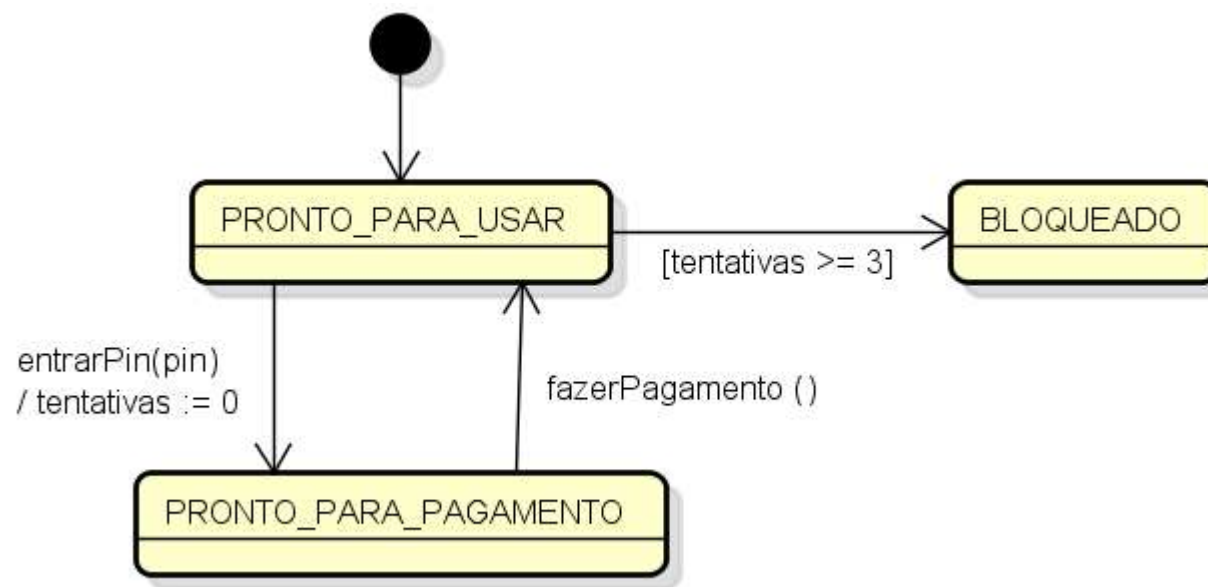 PRONTO_PARA_USAR
BLOQUEADO
[tentativas >= 3]
entrarPin(pin)
/ tentativas := 0
fazerPagamento ()
PRONTO_PARA_PAGAMENTO